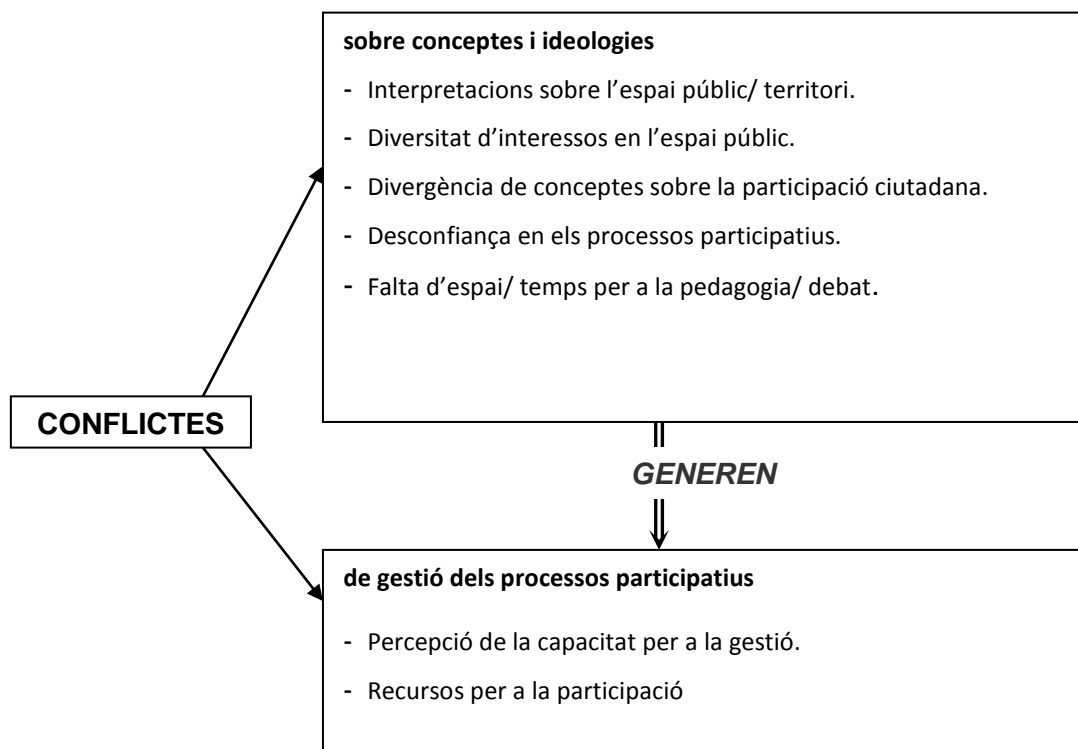 sobre conceptes i ideologies
- Interpretacions sobre l’espai públic/ territori.
- Diversitat d’interessos en l’espai públic.
- Divergència de conceptes sobre la participació ciutadana.
- Desconfiança en els processos participatius.
- Falta d’espai/ temps per a la pedagogia/ debat.
CONFLICTES
GENEREN
de gestió dels processos participatius
- Percepció de la capacitat per a la gestió.
- Recursos per a la participació